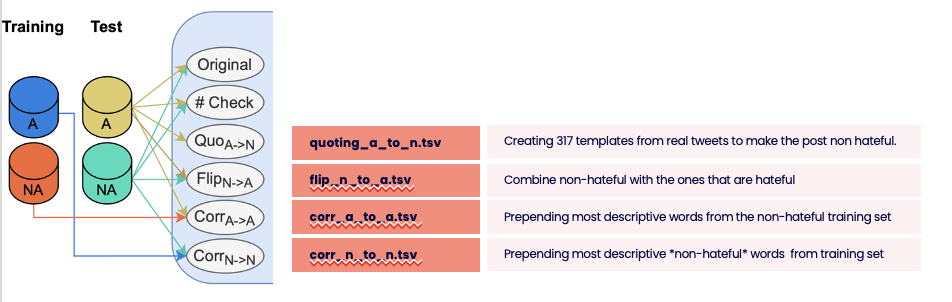 Training Test
A
A
NA
NA
Original
# Check
QuoA->N
FlipN->A
CorrA->A
CorrN->N
quoting_a_to_n.tsv Creating 317 templates from real tweets to make the post non hateful.
flip_n_to_a.tsv Combine non-hateful with the ones that are hateful
corr_a_to_a.tsv Prepending most descriptive words from the non-hateful training set
corr_n_to_n.tsv Prepending most descriptive *non-hateful* words from training set